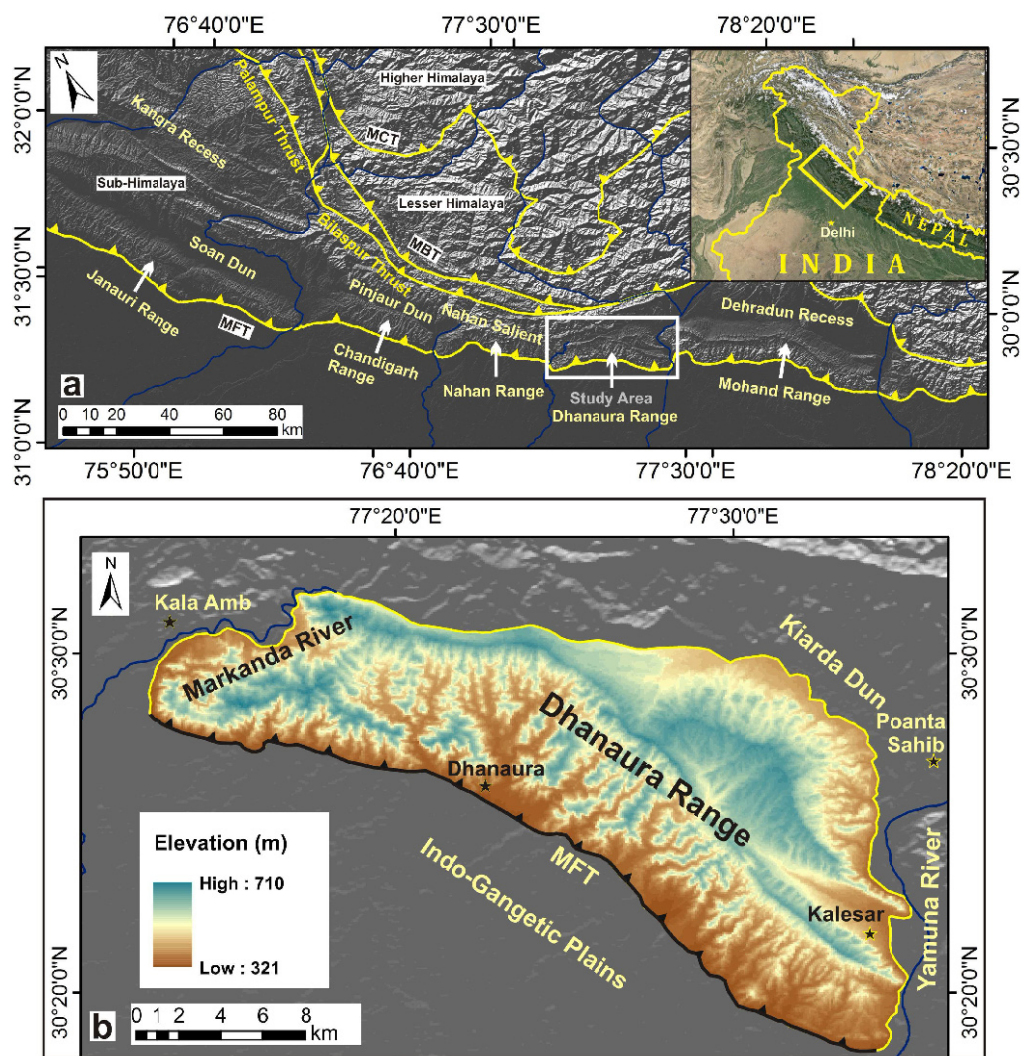 76°40'0"E
77°30'0"E
78°20'0"E
N
Higher Himalaya
Palampur Thrust
Kangra Recess
MCT
Sub-Himalaya
Lesser Himalaya
MBT
Bilaspur Thrust
Soan Dun
Janauri Range
MFT
Pinjaur Dun
Nahan Salient
Chandigarh
Range
Nahan Range
Study Area
Dhanaura Range
Dehradun Recess
Mohand Range
Delhi
INDIA
NEPAL
32°0'0"N
31°30'0"N
31°0'0"N
30°30'0"N
30°0'0"N
a
0 10 20 40 60 80
km
75°50'0"E
76°40'0"E
77°30'0"E
78°20'0"E
77°20'0"E
77°30'0"E
N
Kala Amb
Markanda River
Kiarda Dun
Poanta
Sahib
Dhanaura Range
Dhanaura
MFT
Indo-Gangetic Plains
Kalesar
Yamuna River
30°30'0"N
30°20'0"N
30°30'0"N
30°20'0"N
Elevation (m)
High : 710
Low : 321
b
0 1 2 4 6 8
km